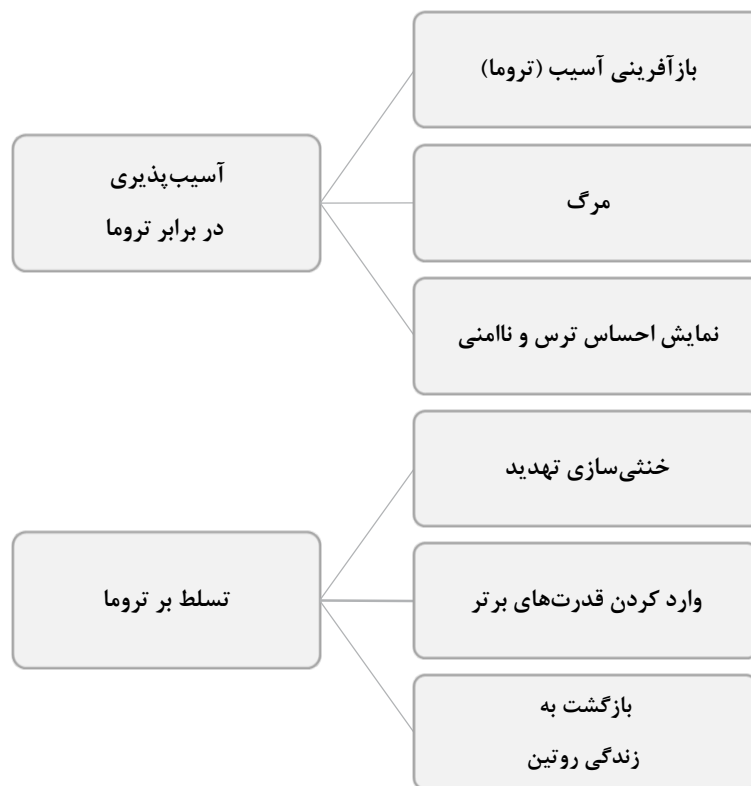 آسیب‌پذیری
در برابر تروما
بازآفرینی آسیب (تروما)
مرگ
نمایش احساس ترس و ناامنی
تسلط بر تروما
خنثی‌سازی تهدید
وارد کردن قدرت‌های برتر
بازگشت به
زندگی روتین